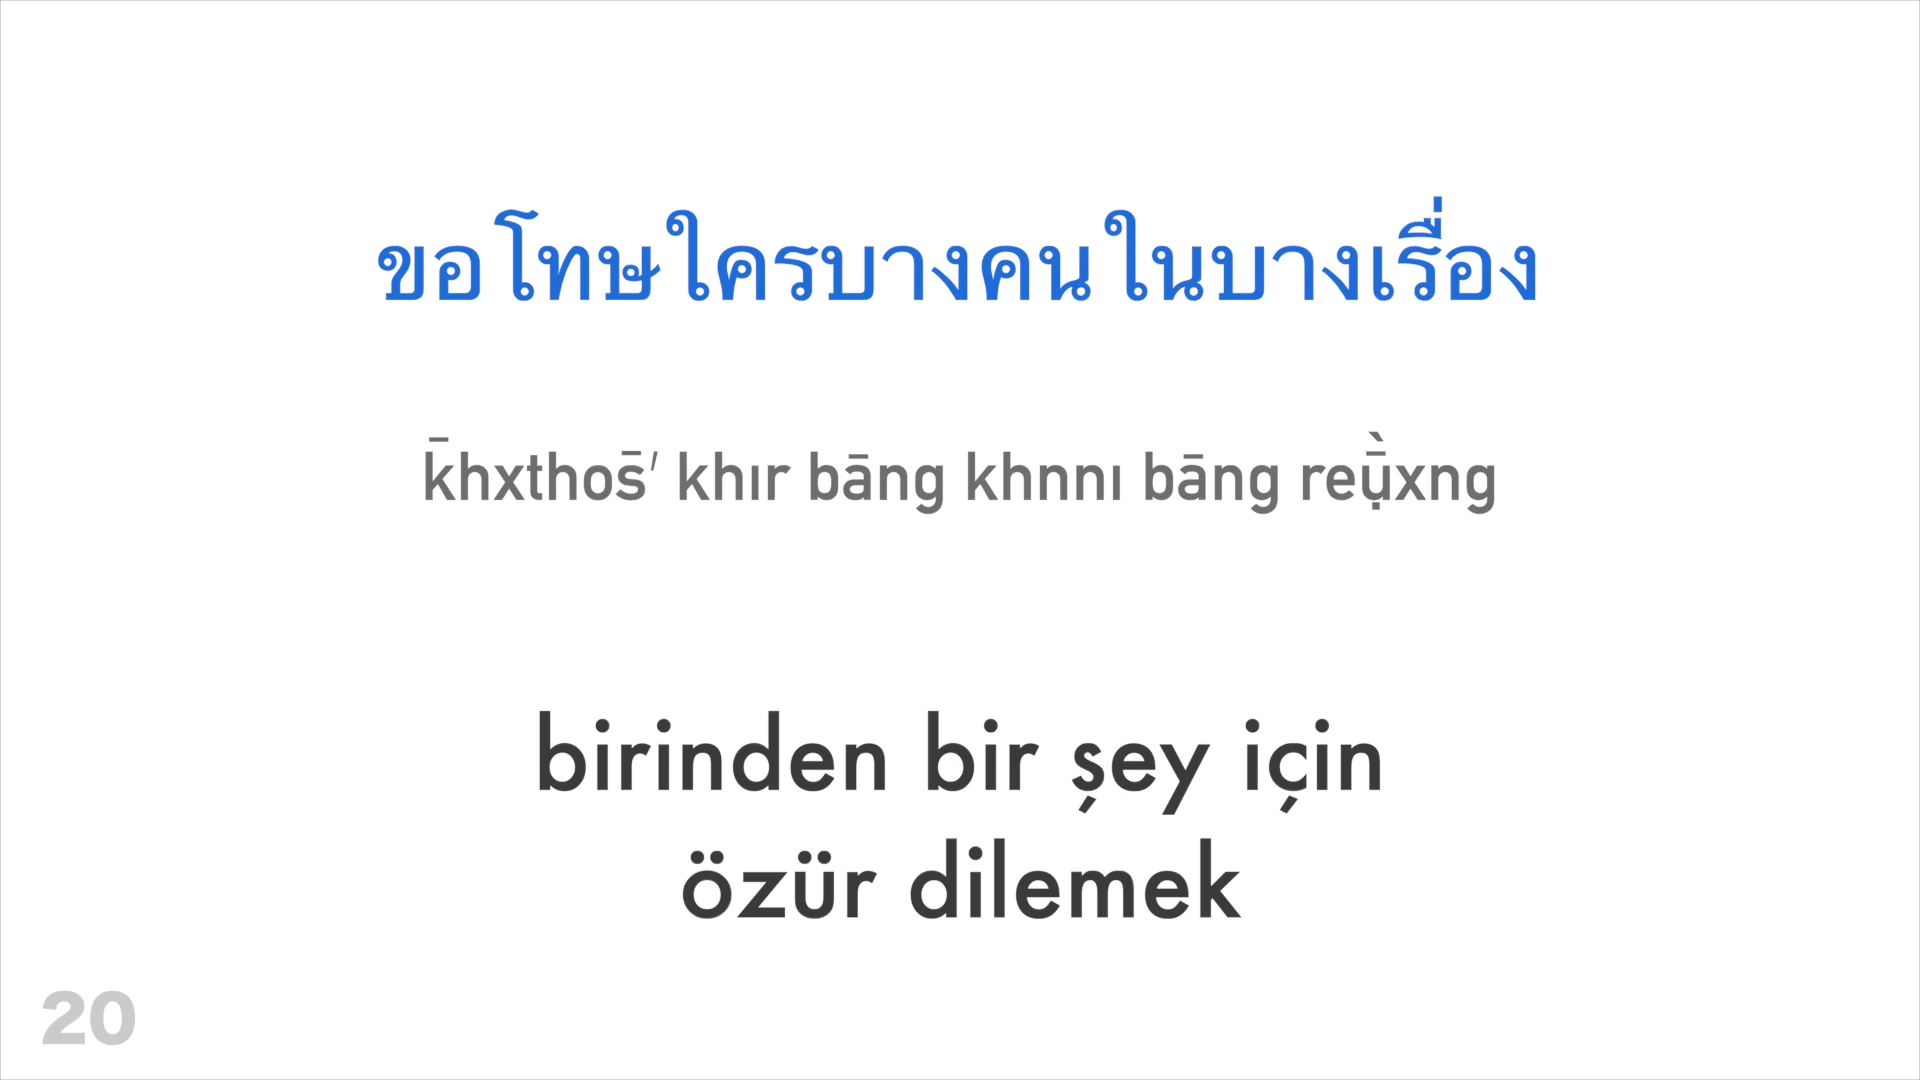 ขอโทษใครบางคนในบางเรื่อง
k̄hxthos̄ʹ khır bāng khnnı bāng reụ̄̀xng
birinden bir şey için
özür dilemek
20